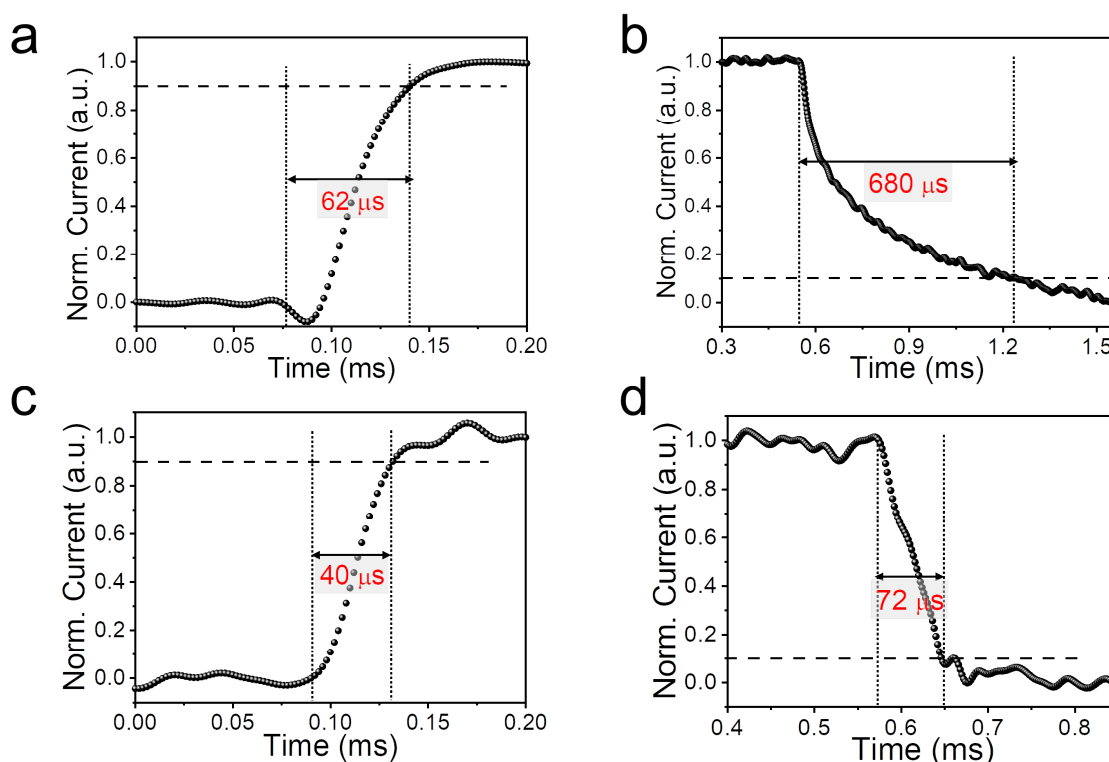 a
Norm. Current (a.u.)
1.0
0.8
0.6
0.4
0.2
0.0
62 μs
0.00 0.05 0.10 0.15 0.20
Time (ms)
b
Norm. Current (a.u.)
1.0
0.8
0.6
0.4
0.2
0.0
680 μs
0.3 0.6 0.9 1.2 1.5
Time (ms)
c
Norm. Current (a.u.)
1.0
0.8
0.6
0.4
0.2
0.0
40 μs
0.00 0.05 0.10 0.15 0.20
Time (ms)
d
Norm. Current (a.u.)
1.0
0.8
0.6
0.4
0.2
0.0
72 μs
0.4 0.5 0.6 0.7 0.8
Time (ms)